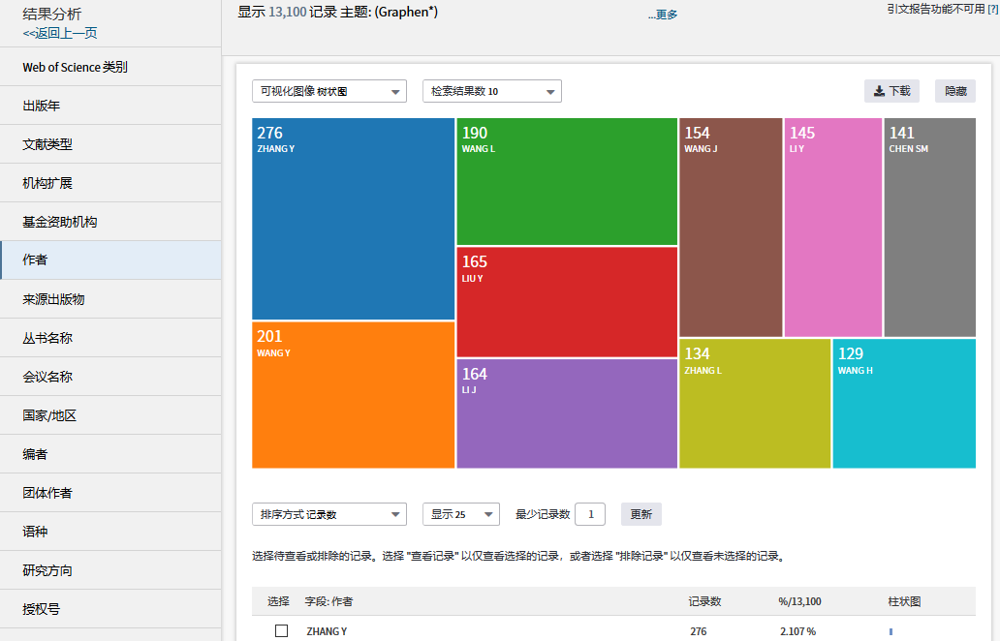 结果分析
<<返回上一页
Web of Science 类别
出版年
文献类型
机构扩展
基金资助机构
作者
来源出版物
丛书名称
会议名称
国家/地区
编者
团体作者
语种
研究方向
授权号
显示 13,100 记录 主题: (Graphen*)
...更多
引文报告功能不可用 [?]
可视化图像 树状图
检索结果数 10
下载
隐藏
276
ZHANG Y
190
WANG L
154
WANG J
145
LI Y
141
CHEN SM
165
LIU Y
201
WANG Y
164
LI J
134
ZHANG L
129
WANG H
排序方式 记录数
显示 25
最少记录数 1
更新
选择待查看或排除的记录。选择 "查看记录" 以仅查看选择的记录，或者选择 "排除记录" 以仅查看未选择的记录。
选择 字段: 作者 记录数 %/13,100 柱状图
ZHANG Y 276 2.107 %